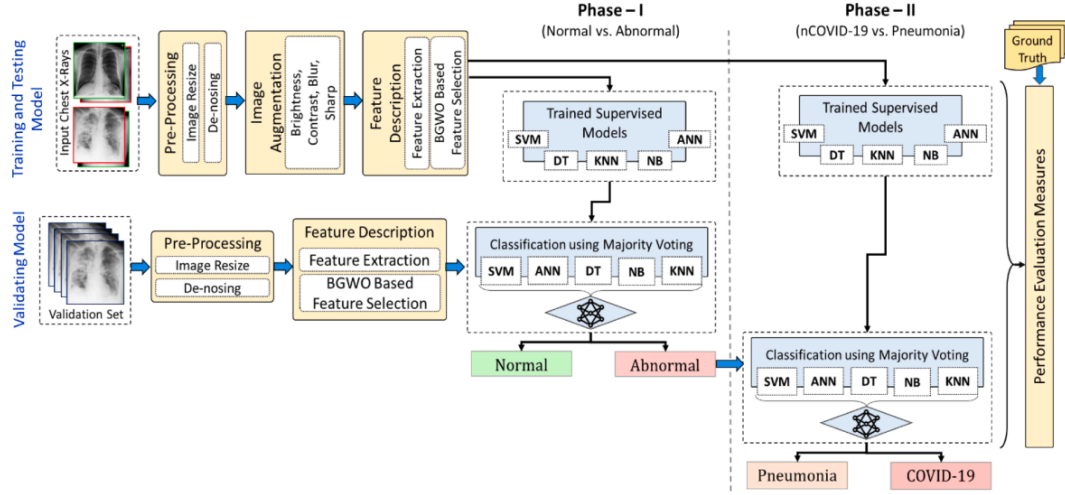 Phase – I
(Normal vs. Abnormal)
Phase – II
(nCOVID-19 vs. Pneumonia)
Ground
Truth
Training and Testing
Model
Input Chest X-Rays
Pre-Processing
Image Resize
De-nosing
Image
Augmentation
Brightness,
Contrast, Blur,
Sharp
Feature
Description
Feature Extraction
BGWO Based
Feature Selection
Trained Supervised
Models
SVM
DT
KNN
NB
ANN
Trained Supervised
Models
SVM
DT
KNN
NB
ANN
Performance Evaluation Measures
Validating Model
Validation Set
Pre-Processing
Image Resize
De-nosing
Feature Description
Feature Extraction
BGWO Based
Feature Selection
Classification using Majority Voting
SVM
ANN
DT
NB
KNN
Normal
Abnormal
Classification using Majority Voting
SVM
ANN
DT
NB
KNN
Pneumonia
COVID-19